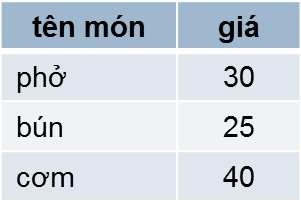 tên món giá
phở 30
bún 25
cơm 40